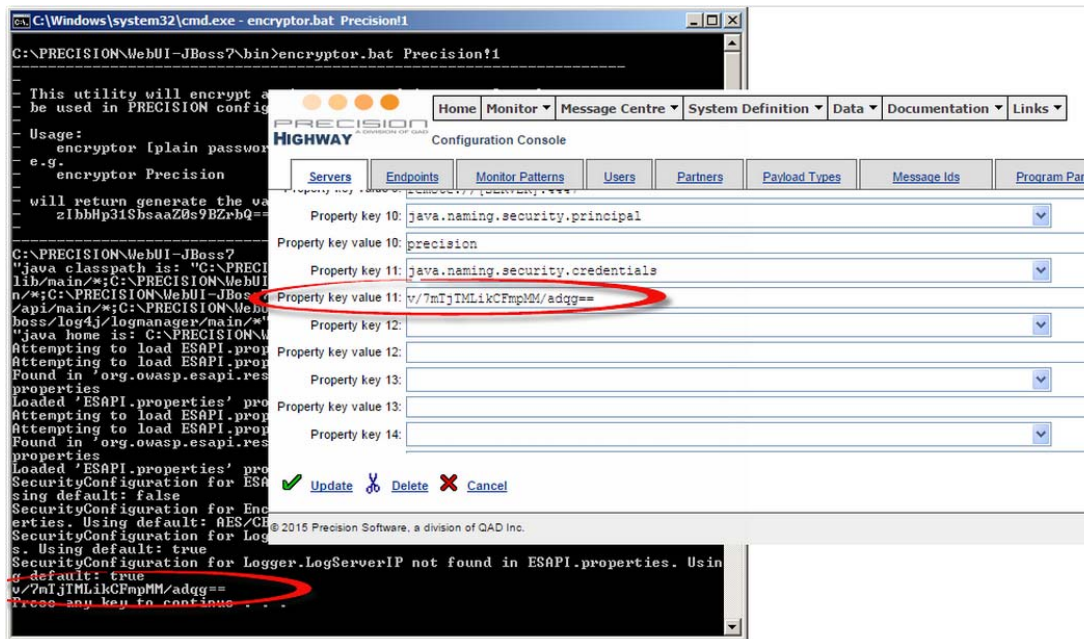 C:\Windows\system32\cmd.exe - encryptor.bat Precision!1
C:\PRECISION\WebUI-JBoss7\bin>encryptor.bat Precision!1
- This utility will encrypt a
- be used in PRECISION config
- Usage:
- encryptor [plain passwor
- e.g.
- encryptor Precision
- will return generate the va
- zIbbHp31SbsaaZ0s9BZrbQ==
C:\PRECISION\WebUI-JBoss7
"java classpath is: "C:\PRECI
lib/main/*;C:\PRECISION\WebUI
n/*;C:\PRECISION\WebUI-JBos
/api/main/*;C:\PRECISION\WebU
boss/log4j/logmanager/main/*"
"java home is: C:\PRECISION\W
Attempting to load ESAPI.prop
Attempting to load ESAPI.prop
Found in 'org.owasp.esapi.res
properties
Loaded 'ESAPI.properties' pro
Attempting to load ESAPI.prop
Attempting to load ESAPI.prop
Found in 'org.owasp.esapi.res
properties
Loaded 'ESAPI.properties' pro
SecurityConfiguration for ESA
sing default: false
SecurityConfiguration for Enc
erties. Using default: AES/CB
SecurityConfiguration for Log
s. Using default: true
SecurityConfiguration for Logger.LogServerIP not found in ESAPI.properties. Usin
g default: true
v/7mTjTMLikCFmpMM/adqg==
Press any key to continue . . .
PRECISION
A DIVISION OF QAD
HIGHWAY
Home Monitor Message Centre System Definition Data Documentation Links
Configuration Console
Servers Endpoints Monitor Patterns Users Partners Payload Types Message Ids Program Par
Property key 10: java.naming.security.principal
Property key value 10: precision
Property key 11: java.naming.security.credentials
Property key value 11: v/7mTjTMLikCFmpMM/adqg==
Property key 12:
Property key value 12:
Property key 13:
Property key value 13:
Property key 14:
Update Delete Cancel
© 2015 Precision Software, a division of QAD Inc.